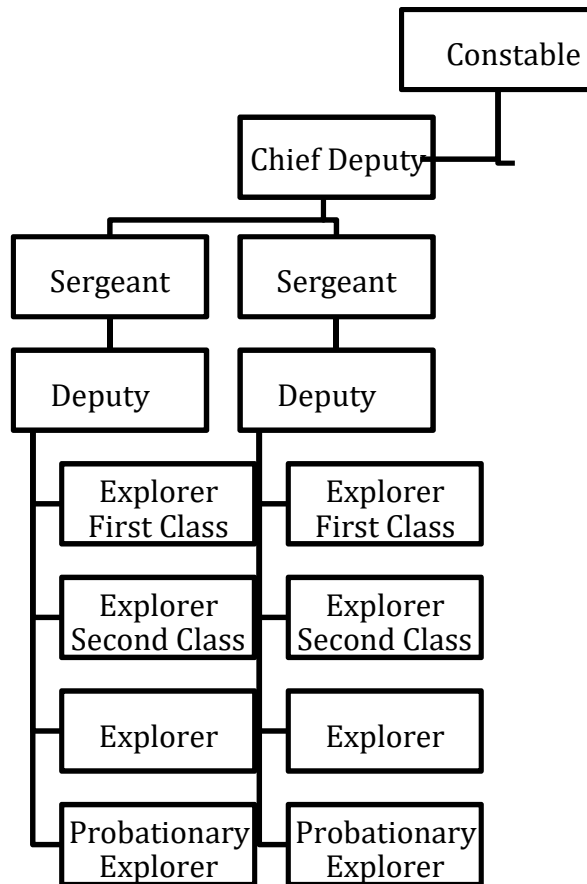 Constable
Chief Deputy
Sergeant
Sergeant
Deputy
Deputy
Explorer
First Class
Explorer
First Class
Explorer
Second Class
Explorer
Second Class
Explorer
Explorer
Probationary
Explorer
Probationary
Explorer